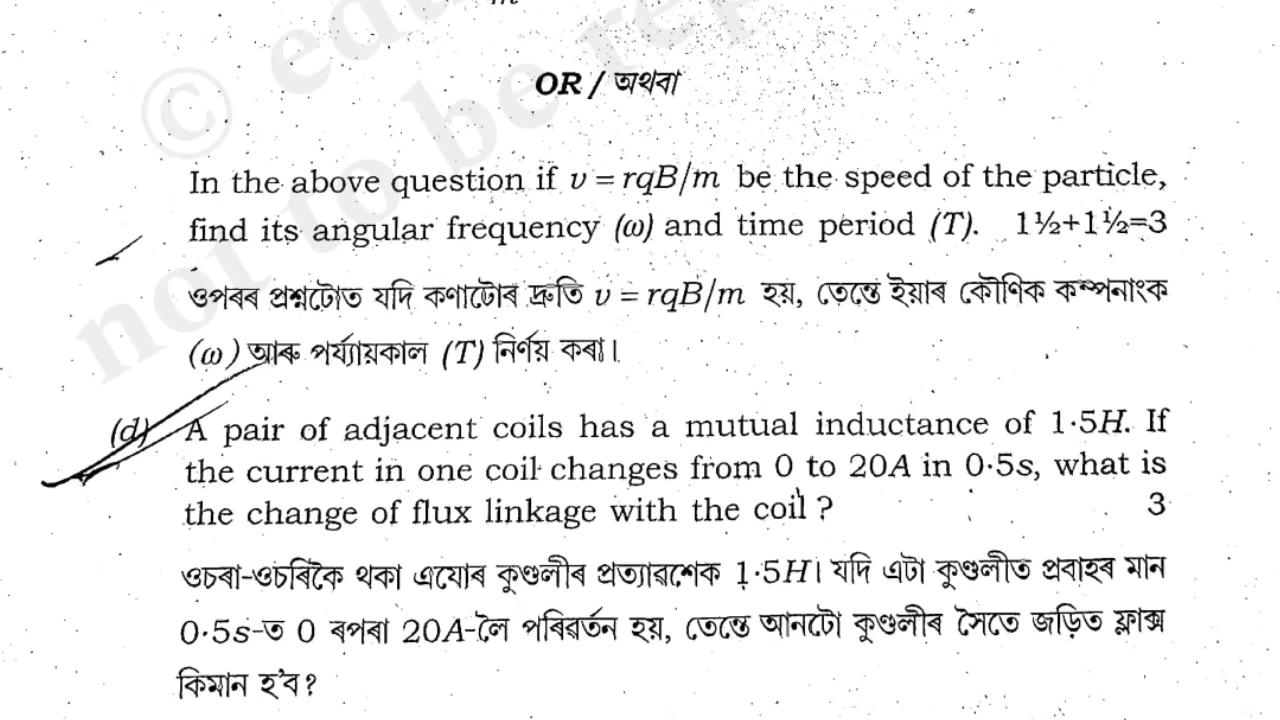 OR / অথবা
In the above question if v = rqB/m be the speed of the particle,
find its angular frequency (ω) and time period (T). 1½+1½=3
ওপৰৰ প্ৰশ্নটোত যদি কণাটোৰ দ্ৰুতি v = rqB/m হয়, তেন্তে ইয়াৰ কৌণিক কম্পনাংক
(ω) আৰু পৰ্য্যায়কাল (T) নিৰ্ণয় কৰা।
(d) A pair of adjacent coils has a mutual inductance of 1·5H. If
the current in one coil changes from 0 to 20A in 0·5s, what is
the change of flux linkage with the coil ? 3
ওচৰা-ওচৰিকৈ থকা এযোৰ কুণ্ডলীৰ প্ৰত্যাৱেশেক 1·5H। যদি এটা কুণ্ডলীত প্ৰবাহৰ মান
0·5s-ত 0 ৰপৰা 20A-লৈ পৰিৱৰ্তন হয়, তেন্তে আনটো কুণ্ডলীৰ সৈতে জড়িত ফ্লাক্স
কিমান হ'ব?